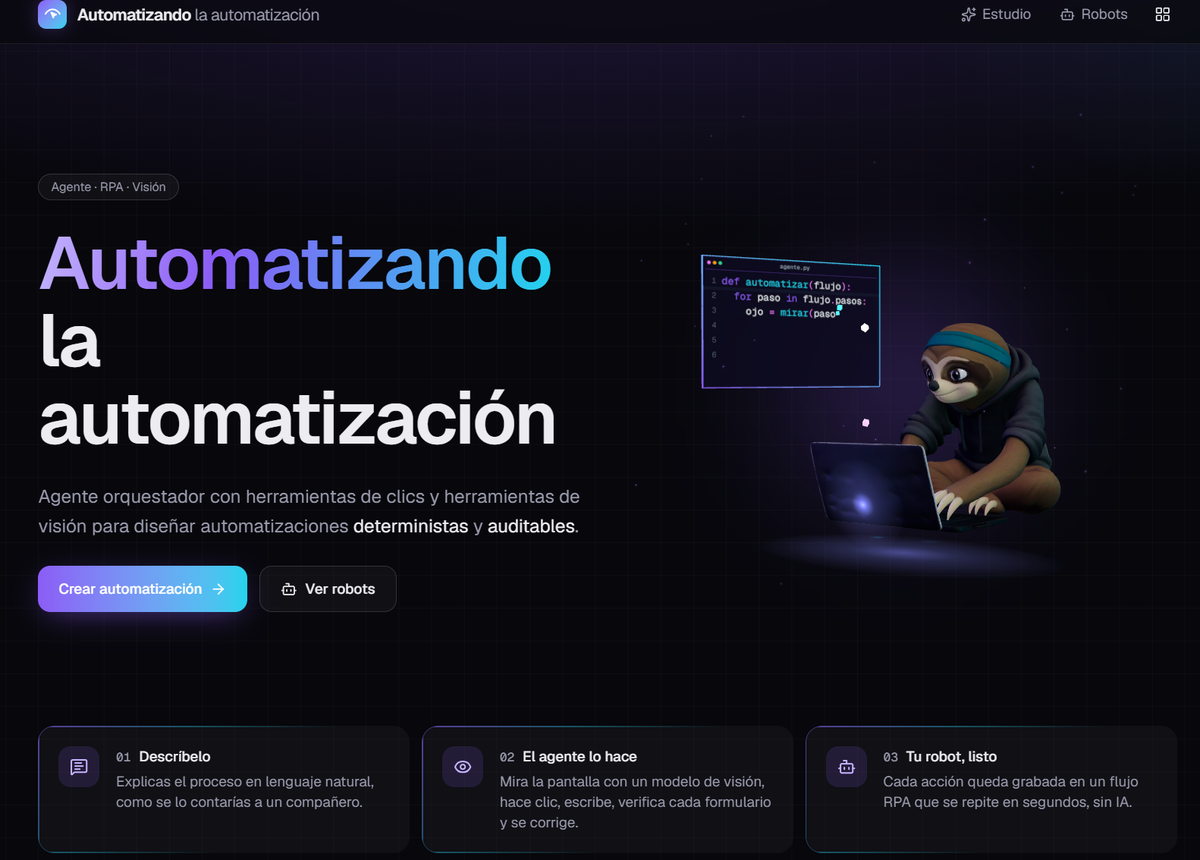 Automatizando la automatización
Estudio
Robots
Agente · RPA · Visión
Automatizando
la
automatización
Agente orquestador con herramientas de clics y herramientas de
visión para diseñar automatizaciones deterministas y auditables.
Crear automatización →
Ver robots
agente.py
1 def automatizar(flujo):
2 for paso in flujo.pasos:
3 ojo = mirar(paso
4
5
6
01 Descríbelo
Explicas el proceso en lenguaje natural,
como se lo contarías a un compañero.
02 El agente lo hace
Mira la pantalla con un modelo de visión,
hace clic, escribe, verifica cada formulario
y se corrige.
03 Tu robot, listo
Cada acción queda grabada en un flujo
RPA que se repite en segundos, sin IA.